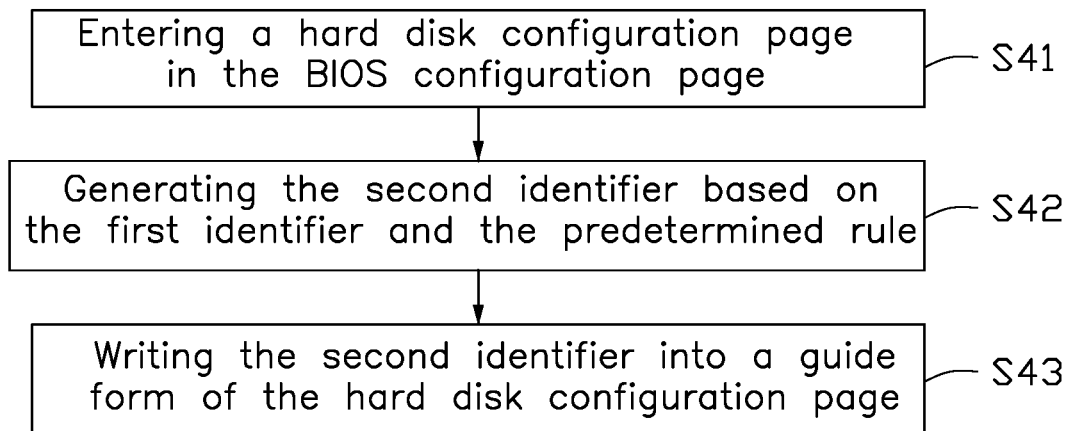 Entering a hard disk configuration page
in the BIOS configuration page
S41
Generating the second identifier based on
the first identifier and the predetermined rule
S42
Writing the second identifier into a guide
form of the hard disk configuration page
S43